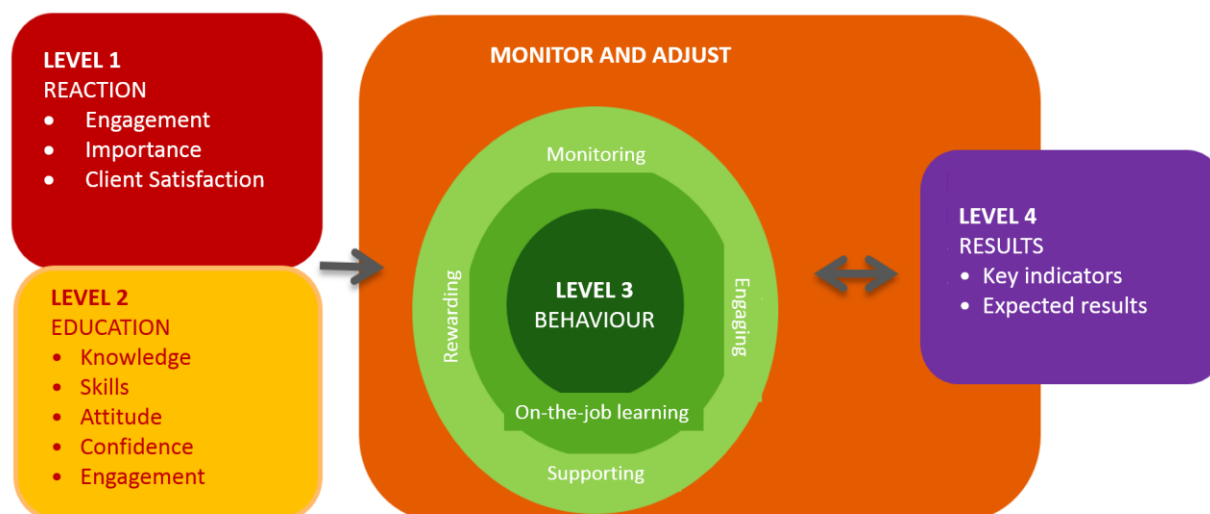 LEVEL 1
REACTION
• Engagement
• Importance
• Client Satisfaction
LEVEL 2
EDUCATION
• Knowledge
• Skills
• Attitude
• Confidence
• Engagement
MONITOR AND ADJUST
Monitoring
Rewarding
LEVEL 3
BEHAVIOUR
Engaging
On-the-job learning
Supporting
LEVEL 4
RESULTS
• Key indicators
• Expected results